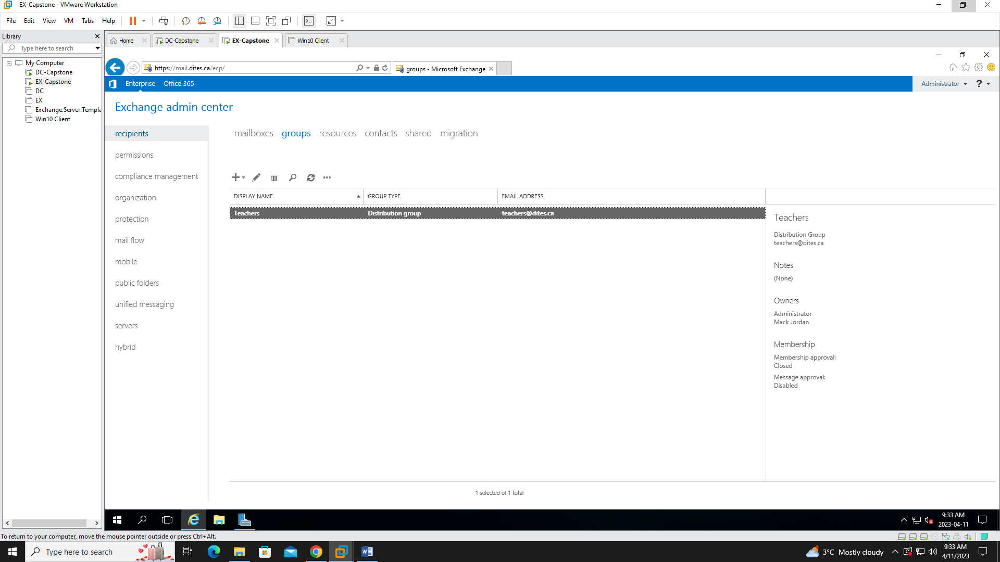 EX-Capstone - VMware Workstation
File Edit View VM Tabs Help
Library
Type here to search
My Computer
DC-Capstone
EX-Capstone
DC
EX
Exchange.Server.Templa
Win10 Client
Home
DC-Capstone
EX-Capstone
Win10 Client
https://mail.dites.ca/ecp/
groups - Microsoft Exchange
Enterprise Office 365
Administrator ?
Exchange admin center
recipients
permissions
compliance management
organization
protection
mail flow
mobile
public folders
unified messaging
servers
hybrid
mailboxes groups resources contacts shared migration
DISPLAY NAME GROUP TYPE EMAIL ADDRESS
Teachers Distribution group teachers@dites.ca
Teachers
Distribution Group
teachers@dites.ca
Notes
(None)
Owners
Administrator
Mack Jordan
Membership
Membership approval:
Closed
Message approval:
Disabled
1 selected of 1 total
9:33 AM
2023-04-11
To return to your computer, move the mouse pointer outside or press Ctrl+Alt.
Type here to search
3°C Mostly cloudy
9:33 AM
4/11/2023